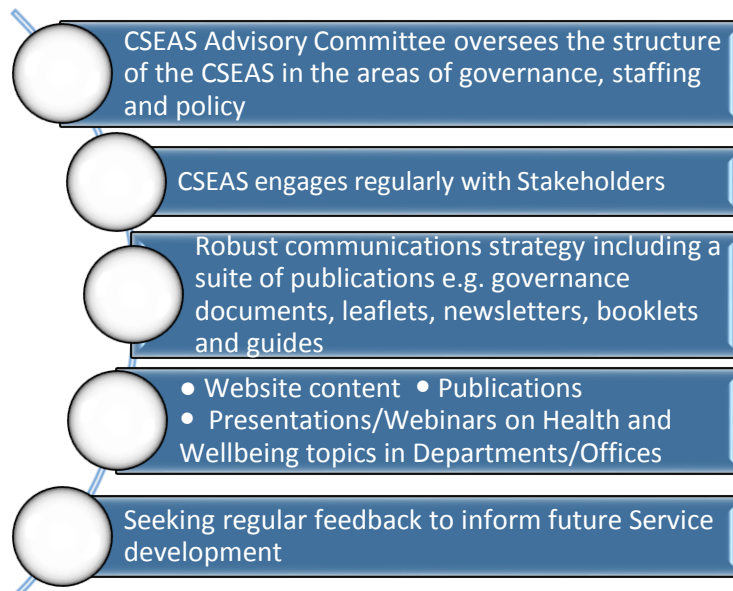 CSEAS Advisory Committee oversees the structure
of the CSEAS in the areas of governance, staffing
and policy
CSEAS engages regularly with Stakeholders
Robust communications strategy including a
suite of publications e.g. governance
documents, leaflets, newsletters, booklets
and guides
● Website content ● Publications
● Presentations/Webinars on Health and
Wellbeing topics in Departments/Offices
Seeking regular feedback to inform future Service
development